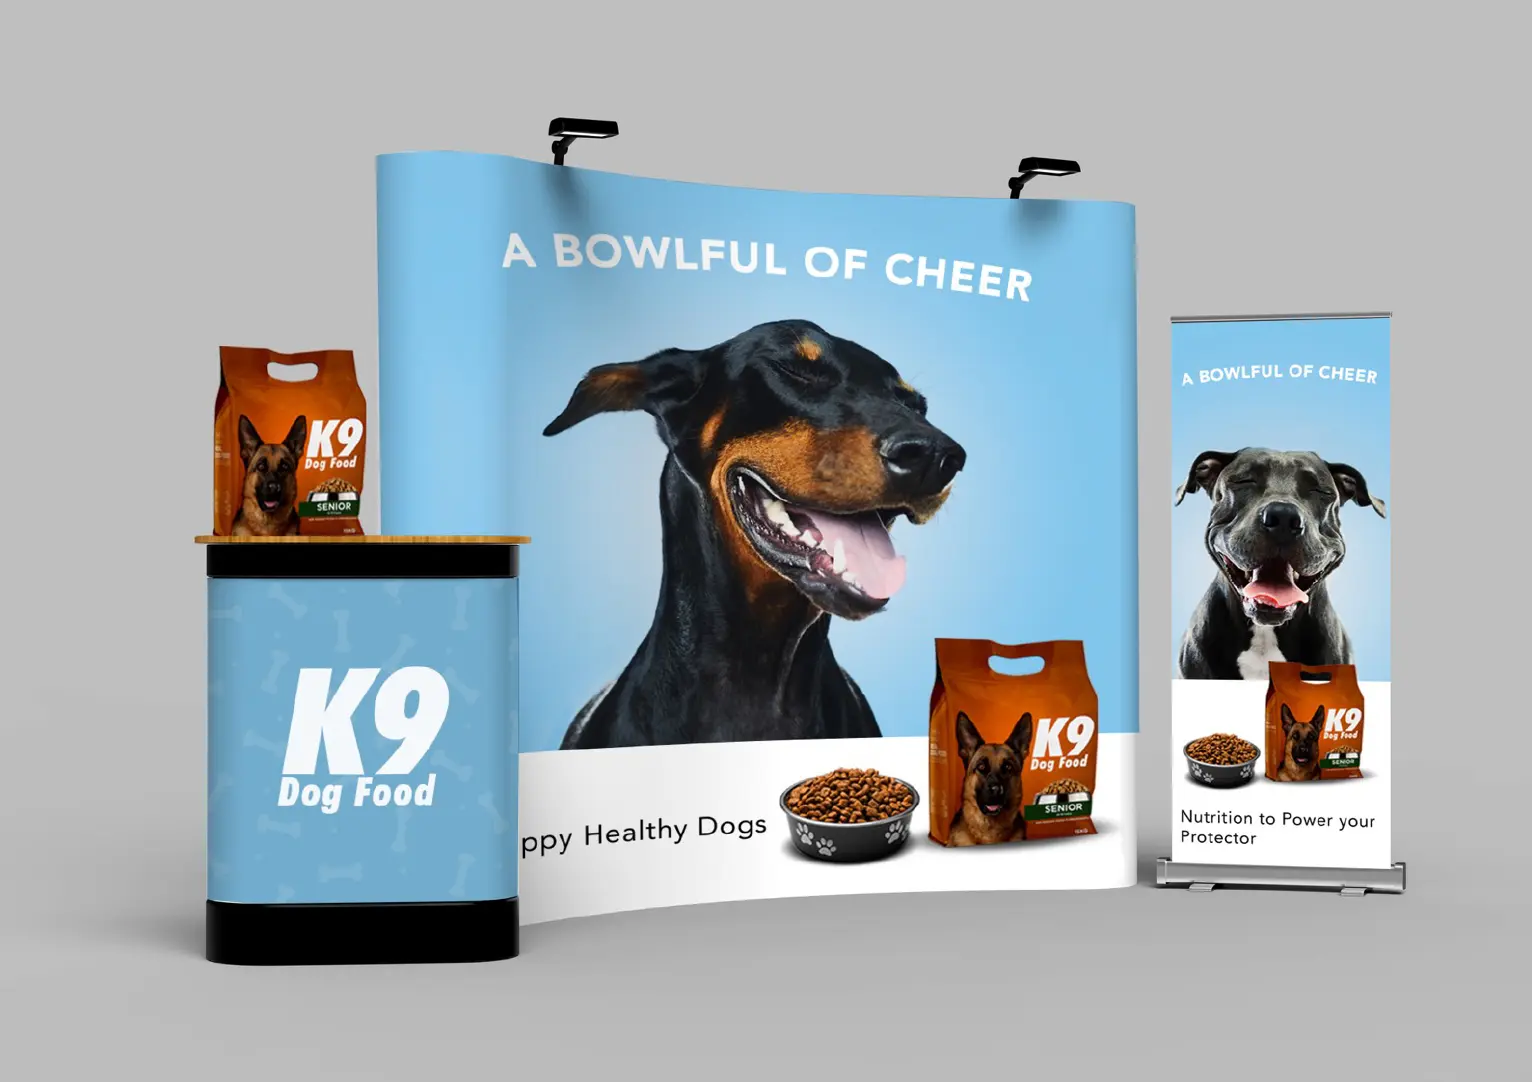 A BOWLFUL OF CHEER
K9
Dog Food
SENIOR
K9
Dog Food
ppy Healthy Dogs
K9
Dog Food
SENIOR
10KG
A BOWLFUL OF CHEER
K9
Dog Food
SENIOR
Nutrition to Power your
Protector